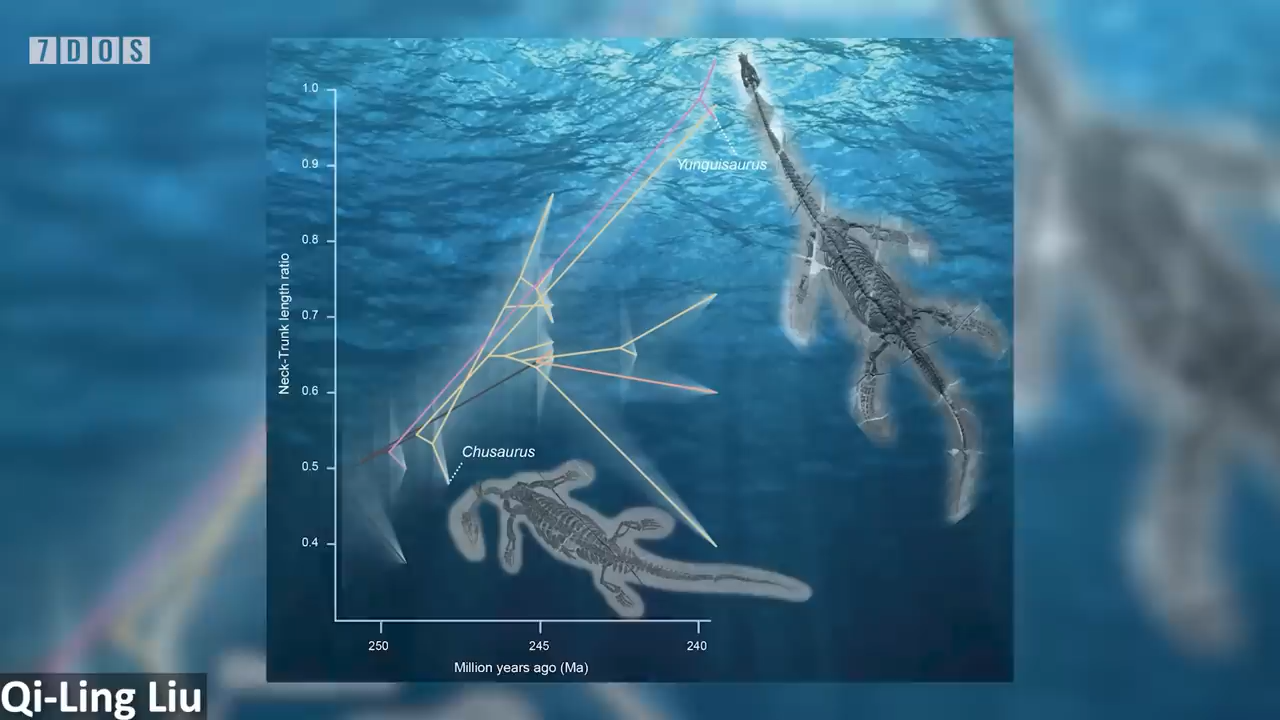 7DOS
1.0
0.9
0.8
0.7
0.6
0.5
0.4
Neck-Trunk length ratio
Yunguisaurus
Chusaurus
250
245
240
Million years ago (Ma)
Qi-Ling Liu